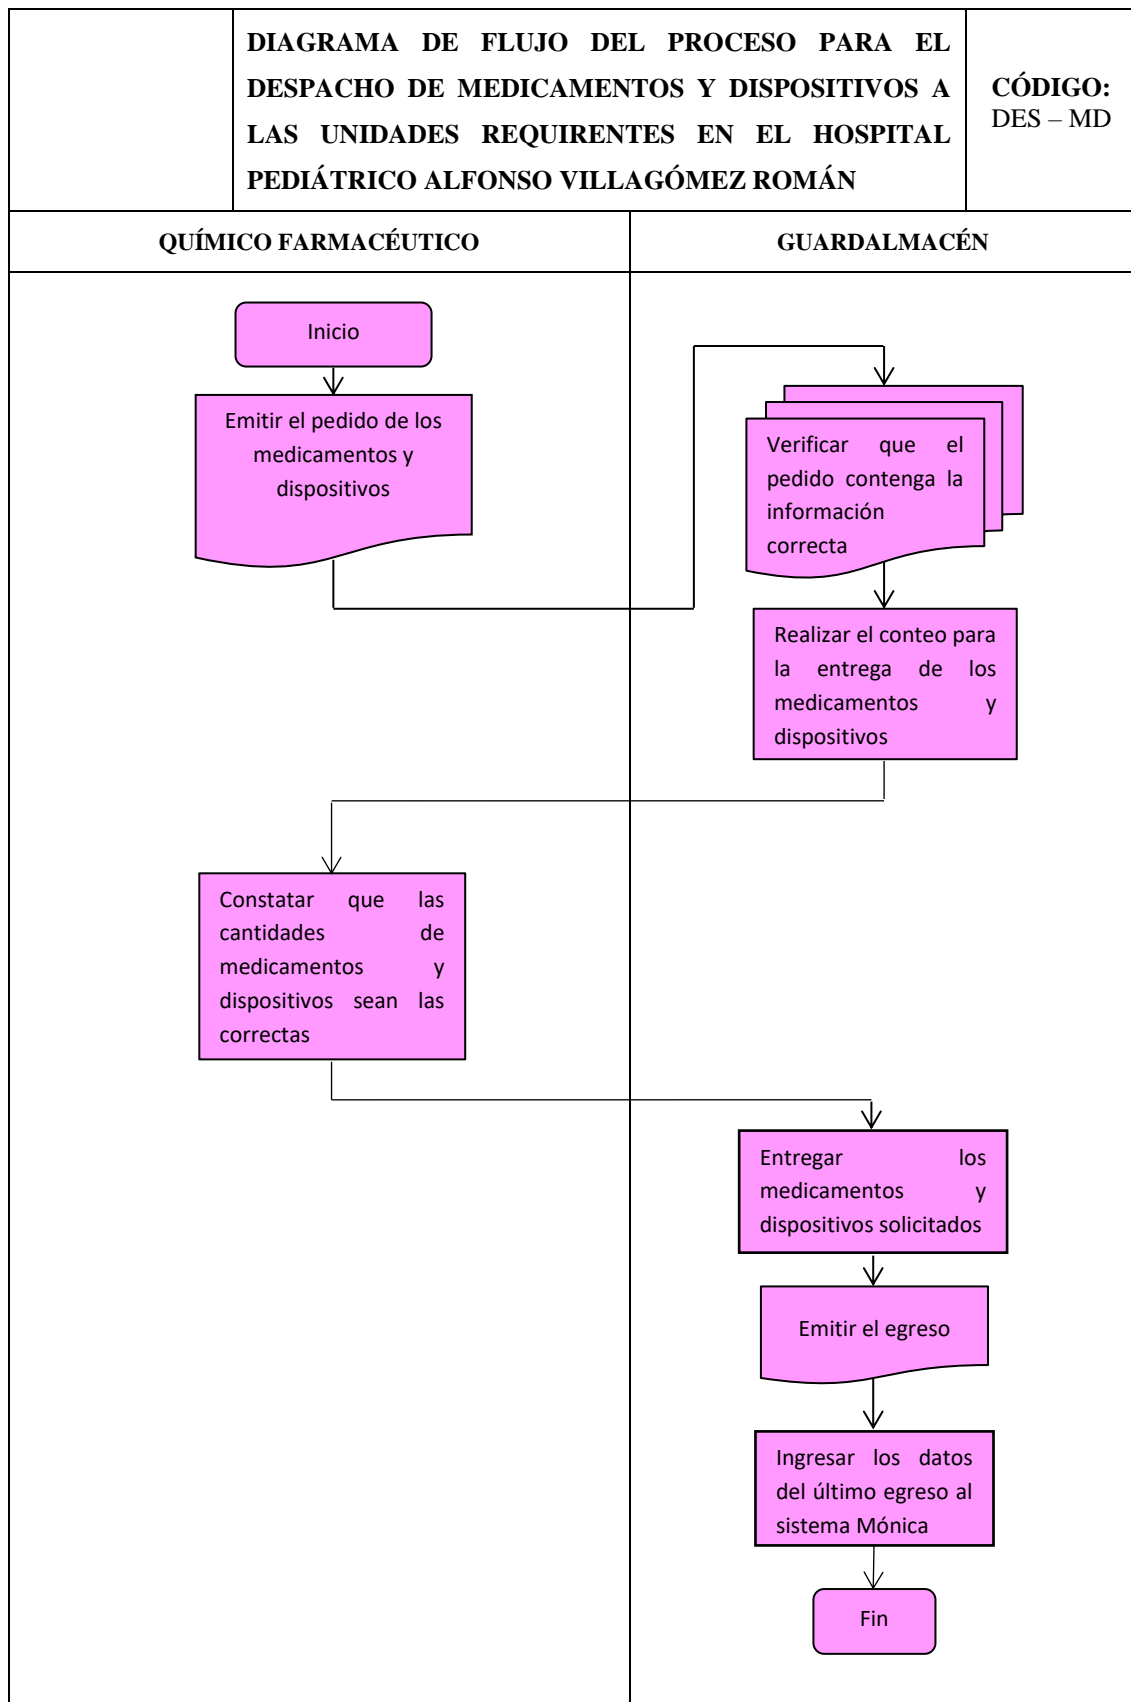 DIAGRAMA DE FLUJO DEL PROCESO PARA EL
DESPACHO DE MEDICAMENTOS Y DISPOSITIVOS A
LAS UNIDADES REQUIRENTES EN EL HOSPITAL
PEDIÁTRICO ALFONSO VILLAGÓMEZ ROMÁN
CÓDIGO:
DES – MD
QUÍMICO FARMACÉUTICO
GUARDALMACÉN
Inicio
Emitir el pedido de los
medicamentos y
dispositivos
Verificar que el
pedido contenga la
información
correcta
Realizar el conteo para
la entrega de los
medicamentos y
dispositivos
Constatar que las
cantidades de
medicamentos y
dispositivos sean las
correctas
Entregar los
medicamentos y
dispositivos solicitados
Emitir el egreso
Ingresar los datos
del último egreso al
sistema Mónica
Fin